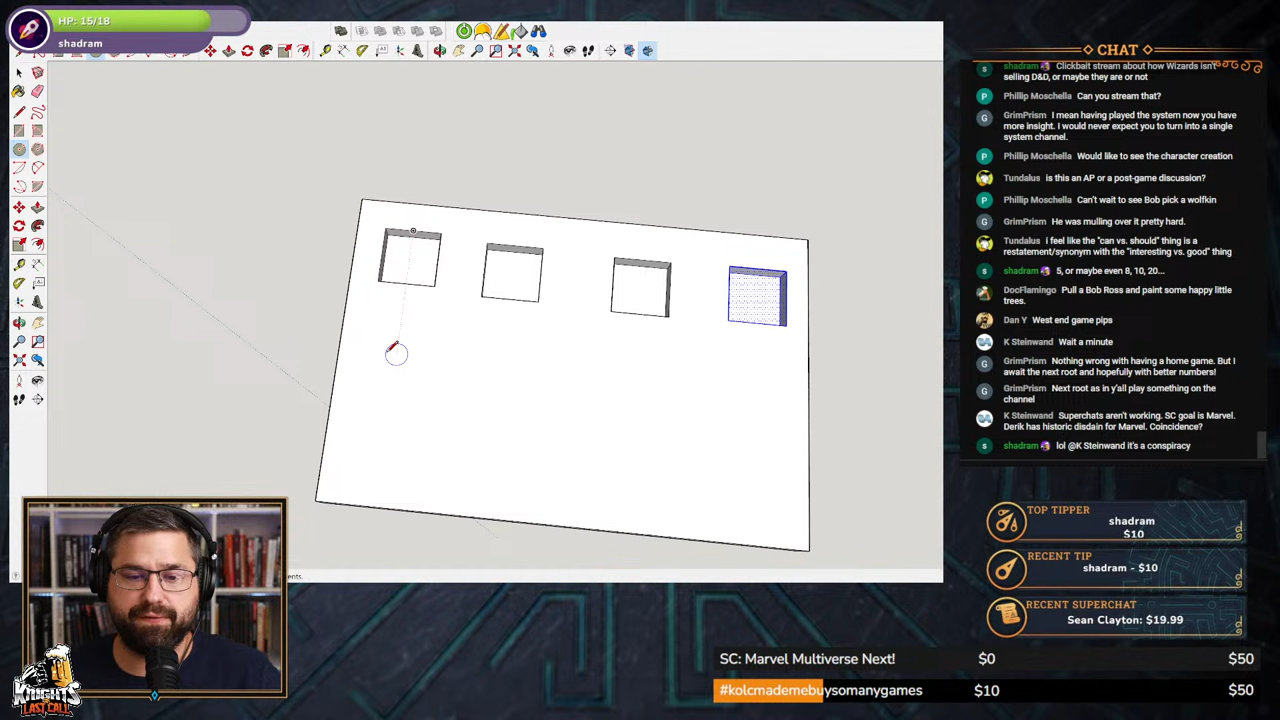 HP: 15/18
shadram
ents.
CHAT
shadram Clickbait stream about how Wizards isn't
selling D&D, or maybe they are or not
Phillip Moschella Can you stream that?
GrimPrism I mean having played the system now you have
more insight. I would never expect you to turn into a single
system channel.
Phillip Moschella Would like to see the character creation
Tundalus is this an AP or a post-game discussion?
Phillip Moschella Can't wait to see Bob pick a wolfkin
GrimPrism He was mulling over it pretty hard.
Tundalus i feel like the "can vs. should" thing is a
restatement/synonym with the "interesting vs. good" thing
shadram 5, or maybe even 8, 10, 20...
DocFlamingo Pull a Bob Ross and paint some happy little
trees.
Dan Y West end game pips
K Steinwand Wait a minute
GrimPrism Nothing wrong with having a home game. But I
await the next root and hopefully with better numbers!
GrimPrism Next root as in y'all play something on the
channel
K Steinwand Superchats aren't working. SC goal is Marvel.
Derik has historic disdain for Marvel. Coincidence?
shadram lol @K Steinwand it's a conspiracy
TOP TIPPER
shadram
$10
RECENT TIP
shadram - $10
RECENT SUPERCHAT
Sean Clayton: $19.99
SC: Marvel Multiverse Next! $0 $50
#kolcmademebuysomanygames $10 $50
KNIGHTS
OF
LAST CALL